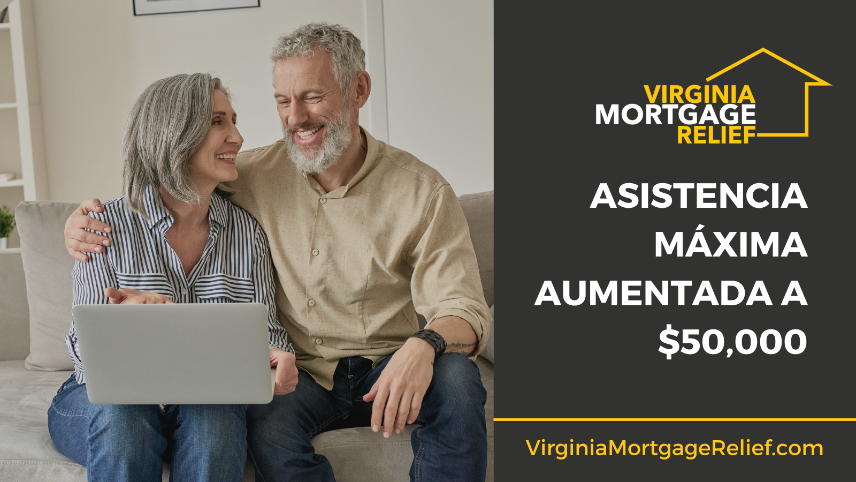 VIRGINIA
MORTGAGE
RELIEF
ASISTENCIA
MÁXIMA
AUMENTADA A
$50,000
VirginiaMortgageRelief.com